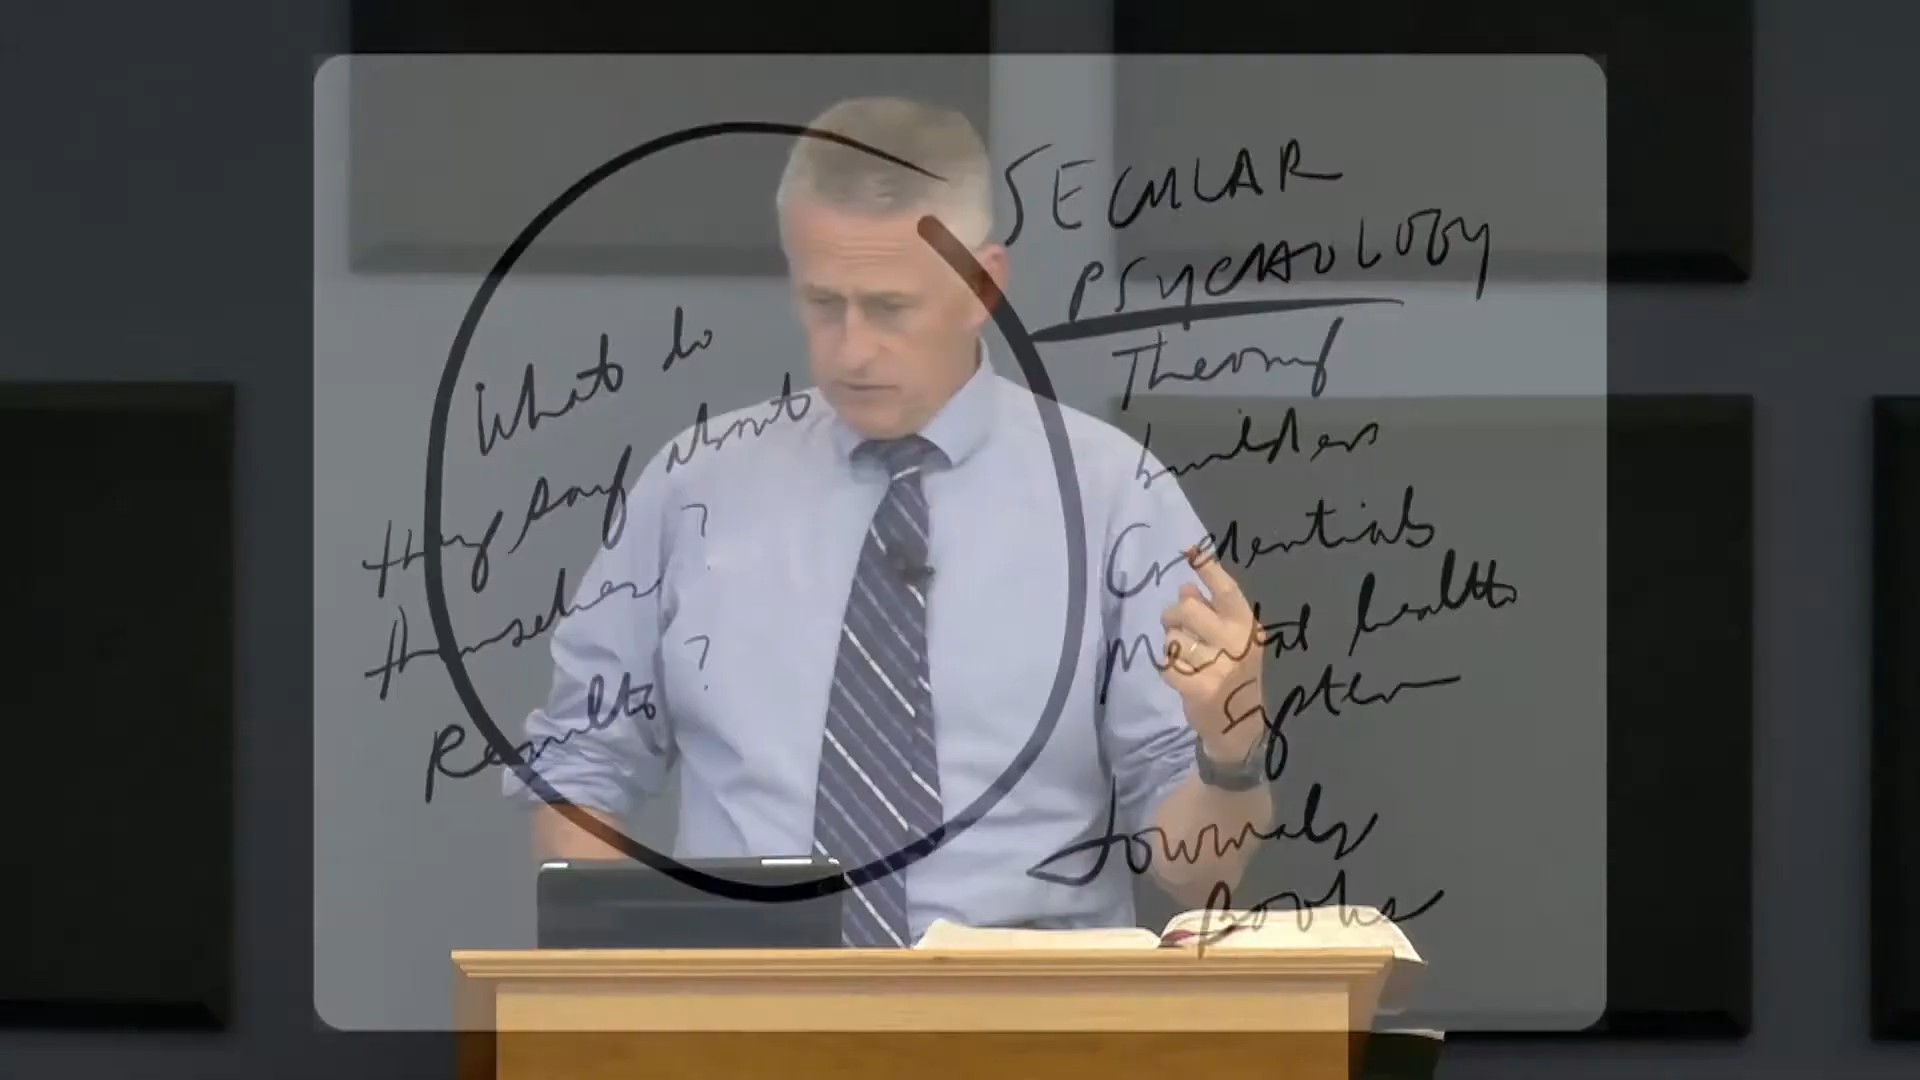 What do
they say about
themselves ?
Results ?
SECULAR
PSYCHOLOGY
Theory
builders
Credentials
Mental health
System
Journals
Books